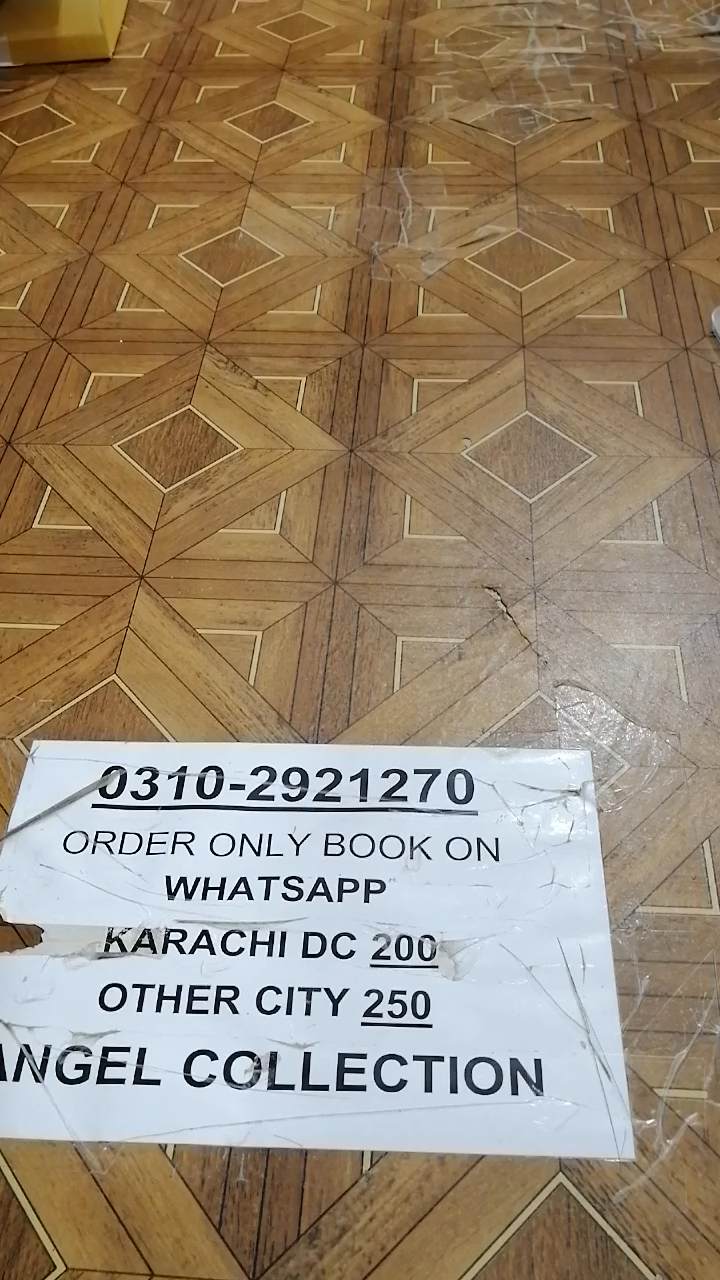 0310-2921270
ORDER ONLY BOOK ON
WHATSAPP
KARACHI DC 200
OTHER CITY 250
ANGEL COLLECTION